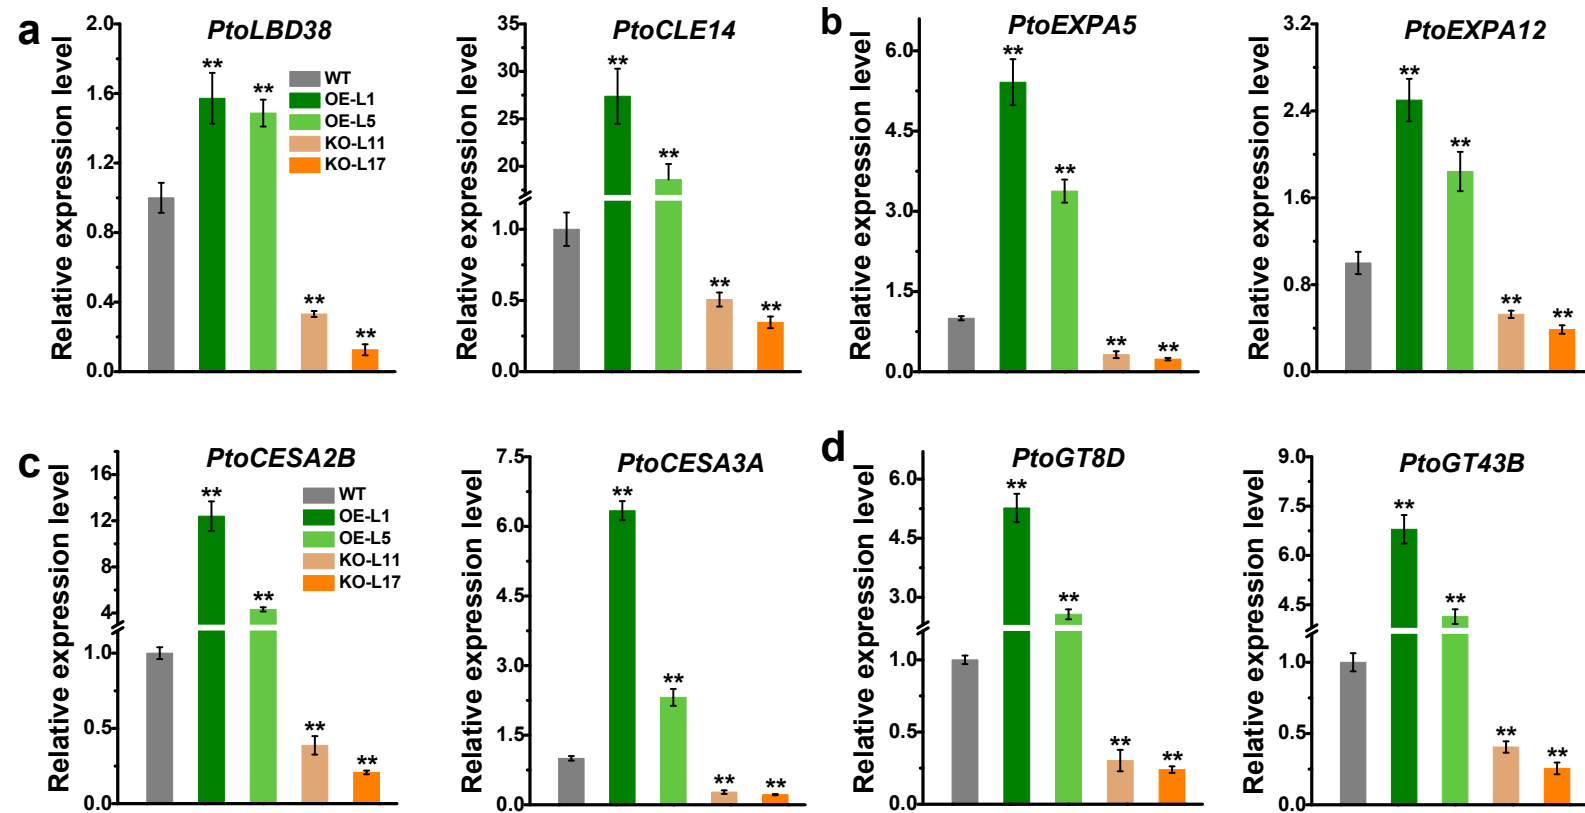 a
PtoLBD38
Relative expression level
2.0
1.6
1.2
0.8
0.4
0.0
WT
OE-L1
OE-L5
KO-L11
KO-L17
**
**
**
**
PtoCLE14
Relative expression level
35
30
25
20
1.0
0.5
0.0
**
**
**
**
b
PtoEXPA5
Relative expression level
6.0
4.5
3.0
1.5
0.0
**
**
**
**
PtoEXPA12
Relative expression level
3.2
2.4
1.6
0.8
0.0
**
**
**
**
c
PtoCESA2B
Relative expression level
16
12
8
4
1.0
0.5
0.0
WT
OE-L1
OE-L5
KO-L11
KO-L17
**
**
**
**
PtoCESA3A
Relative expression level
7.5
6.0
4.5
3.0
1.5
0.0
**
**
**
**
d
PtoGT8D
Relative expression level
6.0
4.5
3.0
1.0
0.5
0.0
**
**
**
**
PtoGT43B
Relative expression level
9.0
7.5
6.0
4.5
1.0
0.5
0.0
**
**
**
**